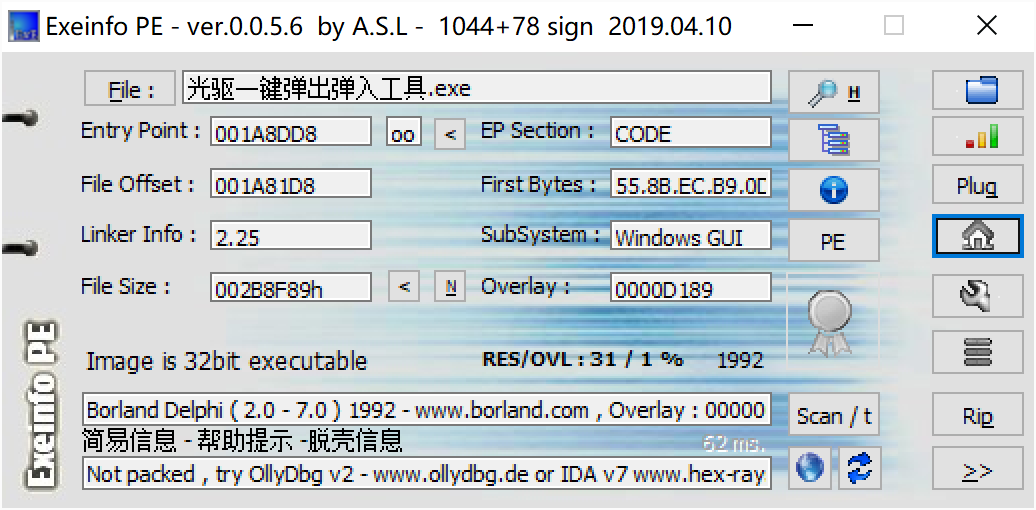 Exeinfo PE - ver.0.0.5.6 by A.S.L - 1044+78 sign 2019.04.10
File : 光驱一键弹出弹入工具.exe H
Entry Point : 001A8DD8 oo < EP Section : CODE
File Offset : 001A81D8 First Bytes : 55.8B.EC.B9.0D Plug
Linker Info : 2.25 SubSystem : Windows GUI PE
File Size : 002B8F89h < N Overlay : 0000D189
Image is 32bit executable RES/OVL : 31 / 1 % 1992
Borland Delphi ( 2.0 - 7.0 ) 1992 - www.borland.com , Overlay : 00000 Scan / t Rip
简易信息 - 帮助提示 -脱壳信息 62 ms.
Not packed , try OllyDbg v2 - www.ollydbg.de or IDA v7 www.hex-ray >>
Exeinfo PE